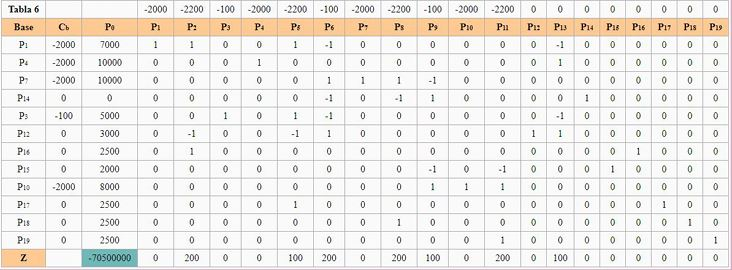 Tabla 6 -2000 -2200 -100 -2000 -2200 -100 -2000 -2200 -100 -2000 -2200 0 0 0 0 0 0 0 0
Base Cb P0 P1 P2 P3 P4 P5 P6 P7 P8 P9 P10 P11 P12 P13 P14 P15 P16 P17 P18 P19
P1 -2000 7000 1 1 0 0 1 -1 0 0 0 0 0 0 -1 0 0 0 0 0 0
P4 -2000 10000 0 0 0 1 0 0 0 0 0 0 0 0 1 0 0 0 0 0 0
P7 -2000 10000 0 0 0 0 0 1 1 1 -1 0 0 0 0 0 0 0 0 0 0
P14 0 0 0 0 0 0 0 -1 0 -1 1 0 0 0 0 1 0 0 0 0 0
P3 -100 5000 0 0 1 0 1 -1 0 0 0 0 0 0 -1 0 0 0 0 0 0
P12 0 3000 0 -1 0 0 -1 1 0 0 0 0 0 1 1 0 0 0 0 0 0
P16 0 2500 0 1 0 0 0 0 0 0 0 0 0 0 0 0 0 1 0 0 0
P15 0 2000 0 0 0 0 0 0 0 0 -1 0 -1 0 0 0 1 0 0 0 0
P10 -2000 8000 0 0 0 0 0 0 0 0 1 1 1 0 0 0 0 0 0 0 0
P17 0 2500 0 0 0 0 1 0 0 0 0 0 0 0 0 0 0 0 1 0 0
P18 0 2500 0 0 0 0 0 0 0 1 0 0 0 0 0 0 0 0 0 1 0
P19 0 2500 0 0 0 0 0 0 0 0 0 0 1 0 0 0 0 0 0 0 1
Z -70500000 0 200 0 0 100 200 0 200 100 0 200 0 100 0 0 0 0 0 0